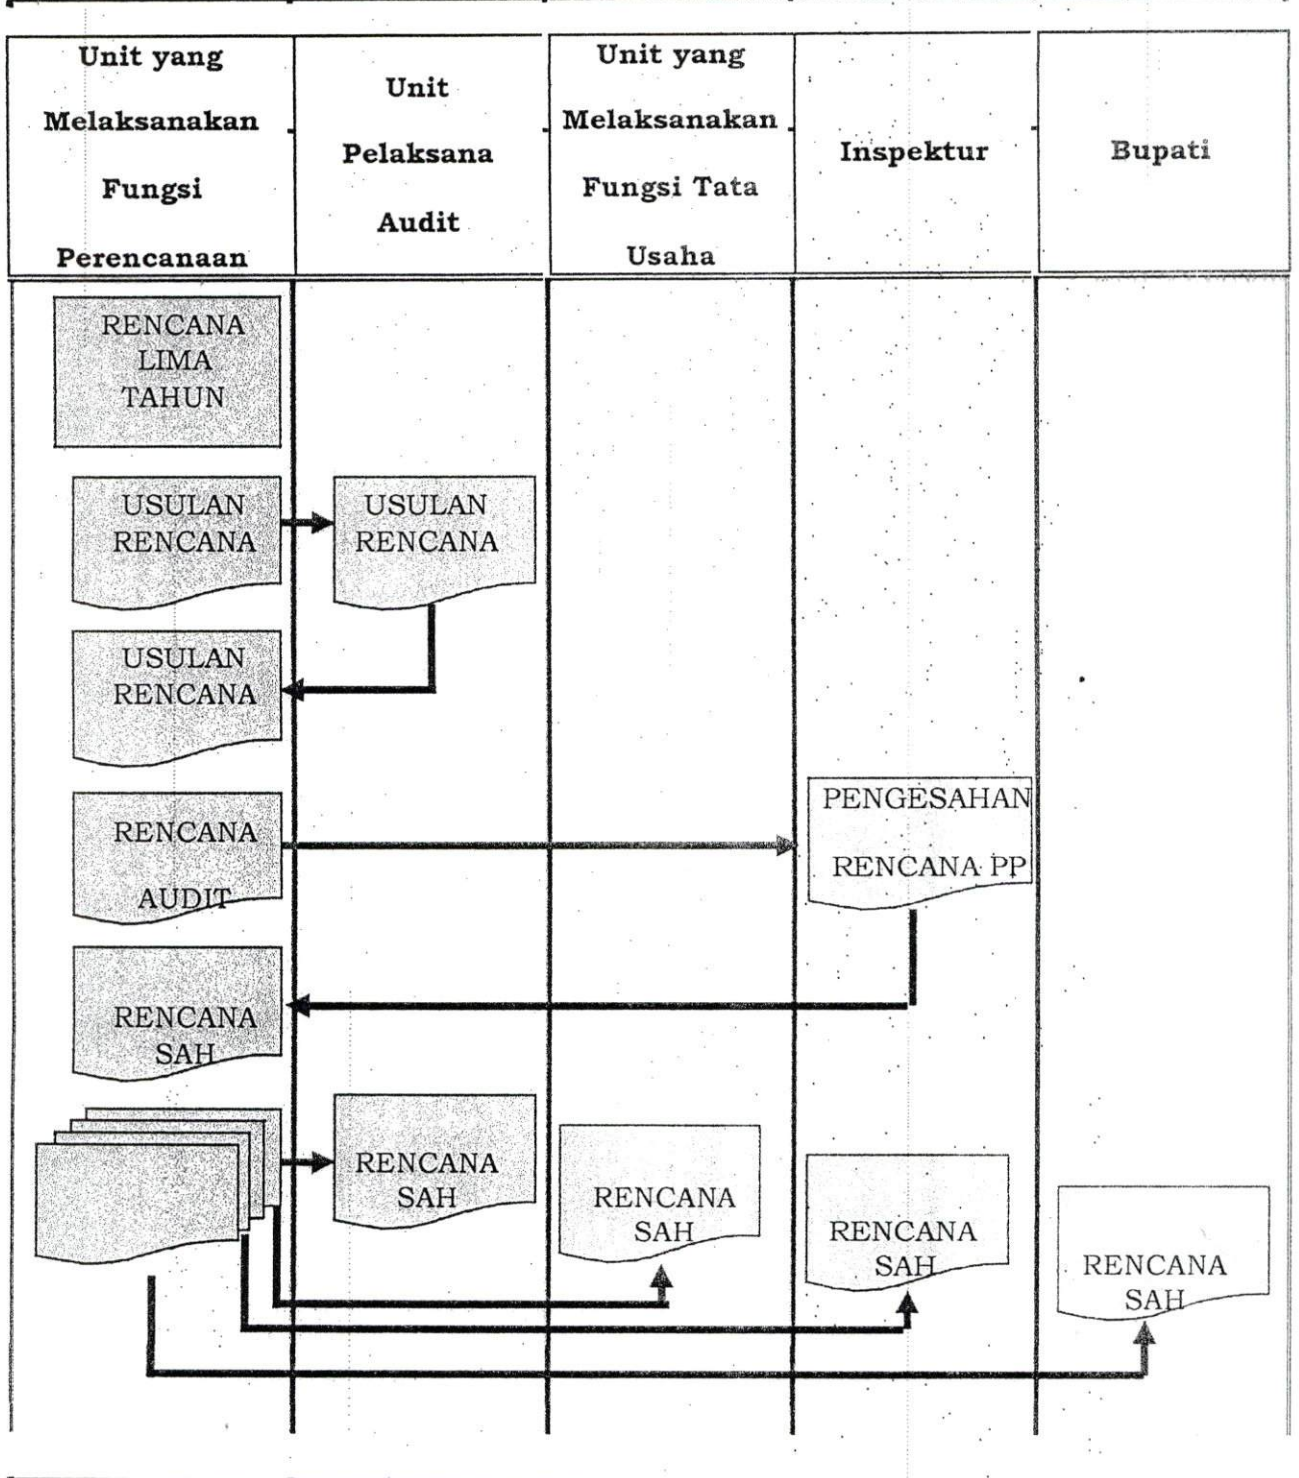 Unit yang
Melaksanakan
Fungsi
Perencanaan
Unit
Pelaksana
Audit
Unit yang
Melaksanakan
Fungsi Tata
Usaha
Inspektur
Bupati
RENCANA
LIMA
TAHUN
USULAN
RENCANA
USULAN
RENCANA
USULAN
RENCANA
RENCANA
AUDIT
PENGESAHAN
RENCANA PP
RENCANA
SAH
RENCANA
SAH
RENCANA
SAH
RENCANA
SAH
RENCANA
SAH